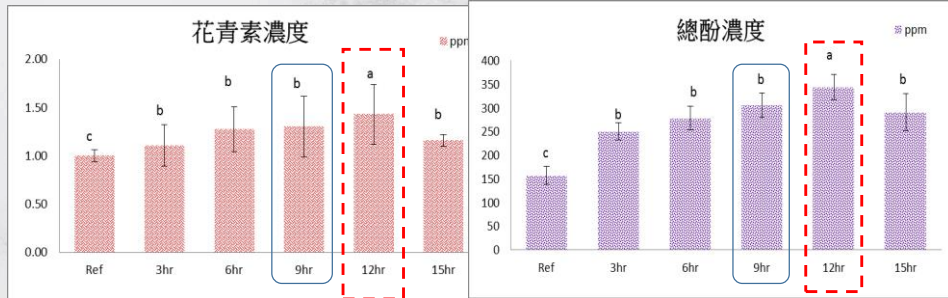 花青素濃度
ppm
2.00
1.50
1.00
0.50
0.00
c
b
b
b
a
b
Ref
3hr
6hr
9hr
12hr
15hr
總酚濃度
ppm
400
350
300
250
200
150
100
50
0
c
b
b
b
a
b
Ref
3hr
6hr
9hr
12hr
15hr